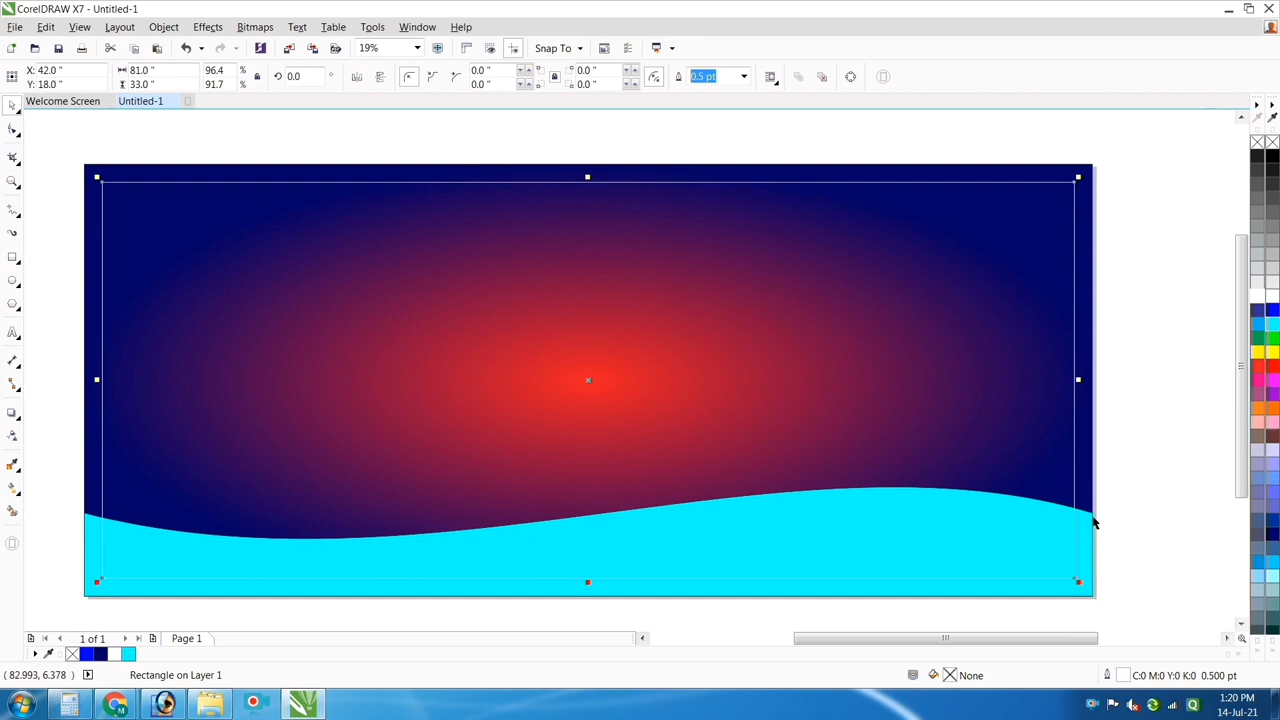 CorelDRAW X7 - Untitled-1
File Edit View Layout Object Effects Bitmaps Text Table Tools Window Help
19% Snap To
X: 42.0 " 81.0 " 96.4 % 0.0 ° 0.0 " 0.0 " 0.5 pt
Y: 18.0 " 33.0 " 91.7 % 0.0 " 0.0 "
Welcome Screen Untitled-1
1 of 1 Page 1
( 82.993, 6.378 ) Rectangle on Layer 1 None C:0 M:0 Y:0 K:0 0.500 pt
1:20 PM
14-Jul-21